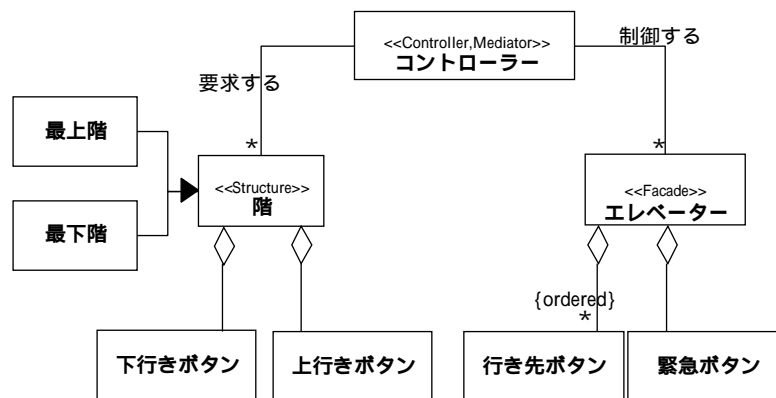 <<Controller,Mediator>>
コントローラー
制御する
要求する
*
*
最上階
<<Structure>>
階
<<Facade>>
エレベーター
最下階
{ordered}
*
下行きボタン
上行きボタン
行き先ボタン
緊急ボタン